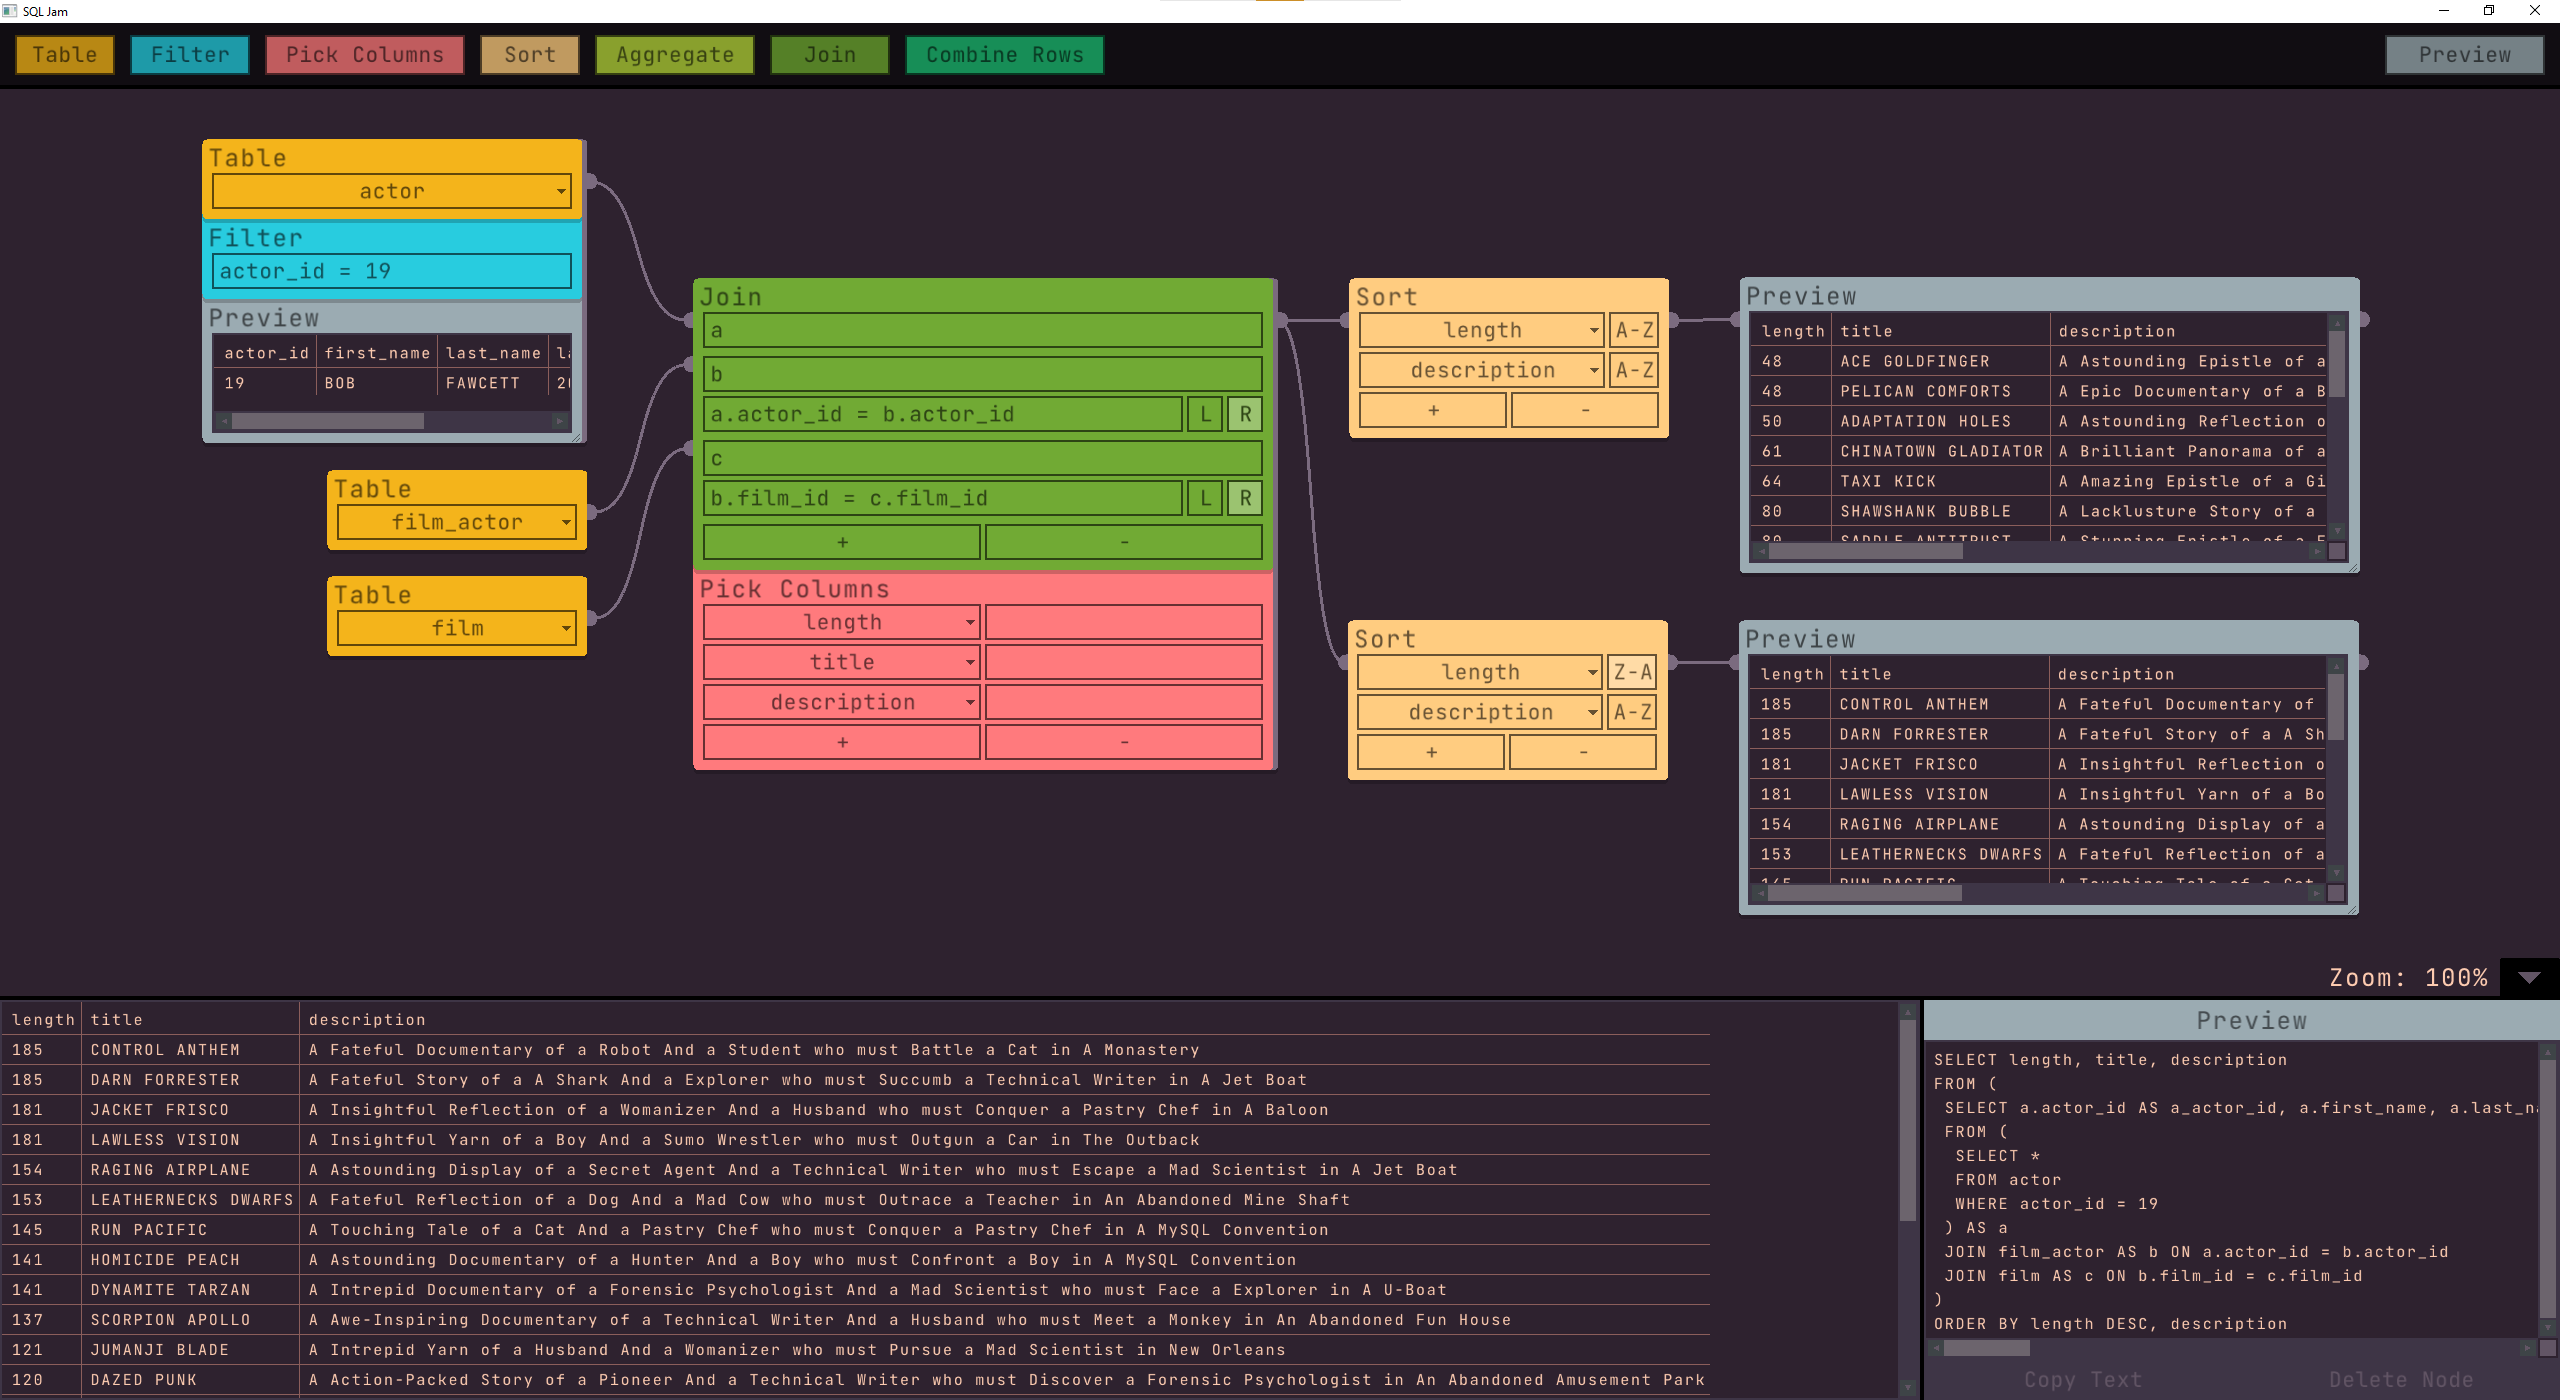 SQL Jam
Table Filter Pick Columns Sort Aggregate Join Combine Rows Preview
Table
actor
Filter
actor_id = 19
Preview
actor_id first_name last_name
19 BOB FAWCETT
Table
film_actor
Table
film
Join
a
b
a.actor_id = b.actor_id L R
c
b.film_id = c.film_id L R
+ -
Pick Columns
length
title
description
+ -
Sort
length A-Z
description A-Z
+ -
Preview
length title description
48 ACE GOLDFINGER A Astounding Epistle of a
48 PELICAN COMFORTS A Epic Documentary of a B
50 ADAPTATION HOLES A Astounding Reflection o
61 CHINATOWN GLADIATOR A Brilliant Panorama of a
64 TAXI KICK A Amazing Epistle of a Gi
80 SHAWSHANK BUBBLE A Lacklusture Story of a
80 SADDLE ANTITRUST A Stunning Epistle of a
Sort
length Z-A
description A-Z
+ -
Preview
length title description
185 CONTROL ANTHEM A Fateful Documentary of
185 DARN FORRESTER A Fateful Story of a A Sh
181 JACKET FRISCO A Insightful Reflection o
181 LAWLESS VISION A Insightful Yarn of a Bo
154 RAGING AIRPLANE A Astounding Display of a
153 LEATHERNECKS DWARFS A Fateful Reflection of a
145 RUN PACIFIC A Touching Tale of a Cat
Zoom: 100%
length title description
185 CONTROL ANTHEM A Fateful Documentary of a Robot And a Student who must Battle a Cat in A Monastery
185 DARN FORRESTER A Fateful Story of a A Shark And a Explorer who must Succumb a Technical Writer in A Jet Boat
181 JACKET FRISCO A Insightful Reflection of a Womanizer And a Husband who must Conquer a Pastry Chef in A Baloon
181 LAWLESS VISION A Insightful Yarn of a Boy And a Sumo Wrestler who must Outgun a Car in The Outback
154 RAGING AIRPLANE A Astounding Display of a Secret Agent And a Technical Writer who must Escape a Mad Scientist in A Jet Boat
153 LEATHERNECKS DWARFS A Fateful Reflection of a Dog And a Mad Cow who must Outrace a Teacher in An Abandoned Mine Shaft
145 RUN PACIFIC A Touching Tale of a Cat And a Pastry Chef who must Conquer a Pastry Chef in A MySQL Convention
141 HOMICIDE PEACH A Astounding Documentary of a Hunter And a Boy who must Confront a Boy in A MySQL Convention
141 DYNAMITE TARZAN A Intrepid Documentary of a Forensic Psychologist And a Mad Scientist who must Face a Explorer in A U-Boat
137 SCORPION APOLLO A Awe-Inspiring Documentary of a Technical Writer And a Husband who must Meet a Monkey in An Abandoned Fun House
121 JUMANJI BLADE A Intrepid Yarn of a Husband And a Womanizer who must Pursue a Mad Scientist in New Orleans
120 DAZED PUNK A Action-Packed Story of a Pioneer And a Technical Writer who must Discover a Forensic Psychologist in An Abandoned Amusement Park
Preview
SELECT length, title, description
FROM (
SELECT a.actor_id AS a_actor_id, a.first_name, a.last_na
FROM (
SELECT *
FROM actor
WHERE actor_id = 19
) AS a
JOIN film_actor AS b ON a.actor_id = b.actor_id
JOIN film AS c ON b.film_id = c.film_id
)
ORDER BY length DESC, description
Copy Text Delete Node